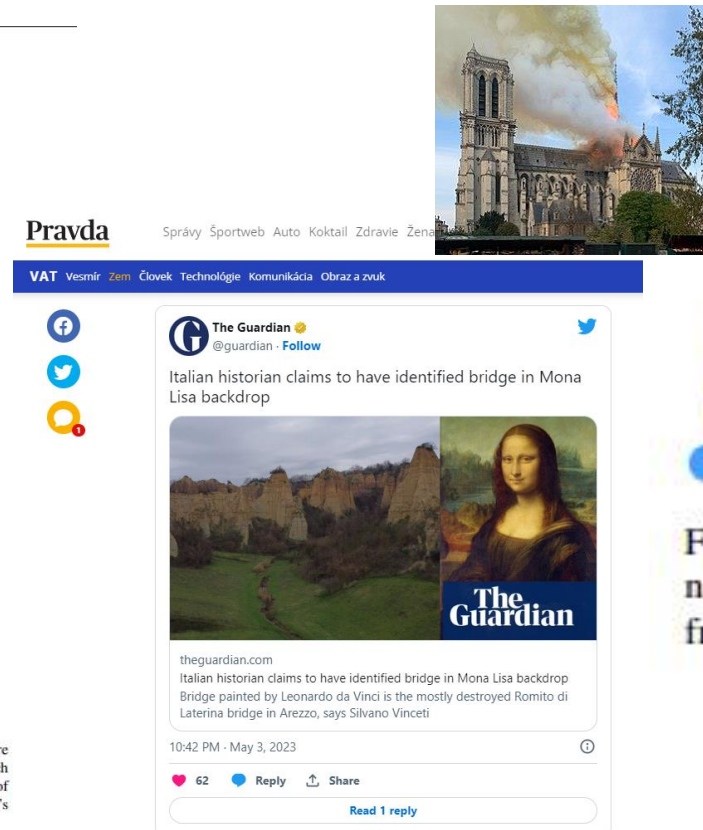 Pravda
Správy Športweb Auto Koktail Zdravie Žena
VAT Vesmír Zem Človek Technológie Komunikácia Obraz a zvuk
The Guardian
@guardian · Follow
Italian historian claims to have identified bridge in Mona
Lisa backdrop
The
Guardian
theguardian.com
Italian historian claims to have identified bridge in Mona Lisa backdrop
Bridge painted by Leonardo da Vinci is the mostly destroyed Romito di
Laterina bridge in Arezzo, says Silvano Vinceti
10:42 PM · May 3, 2023
62 Reply Share
Read 1 reply
1
of
's